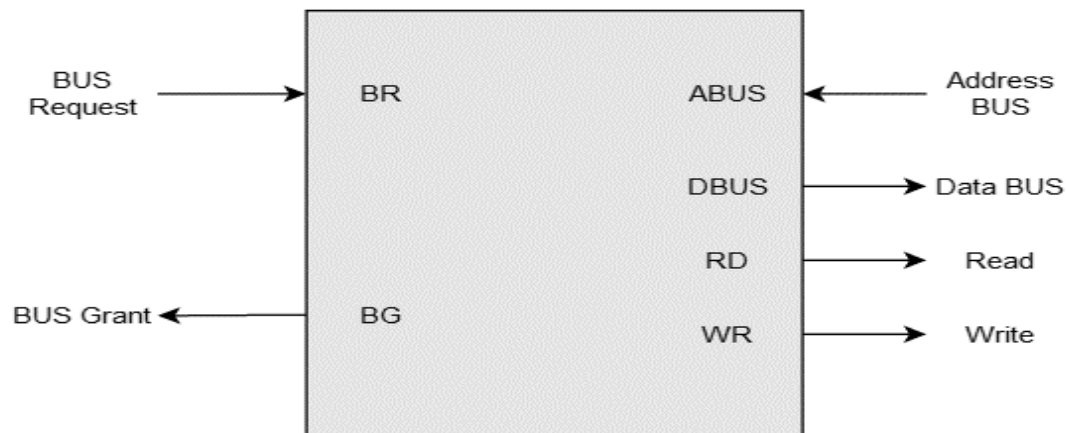 BUS
Request
BR
ABUS
Address
BUS
DBUS
Data BUS
RD
Read
BUS Grant
BG
WR
Write